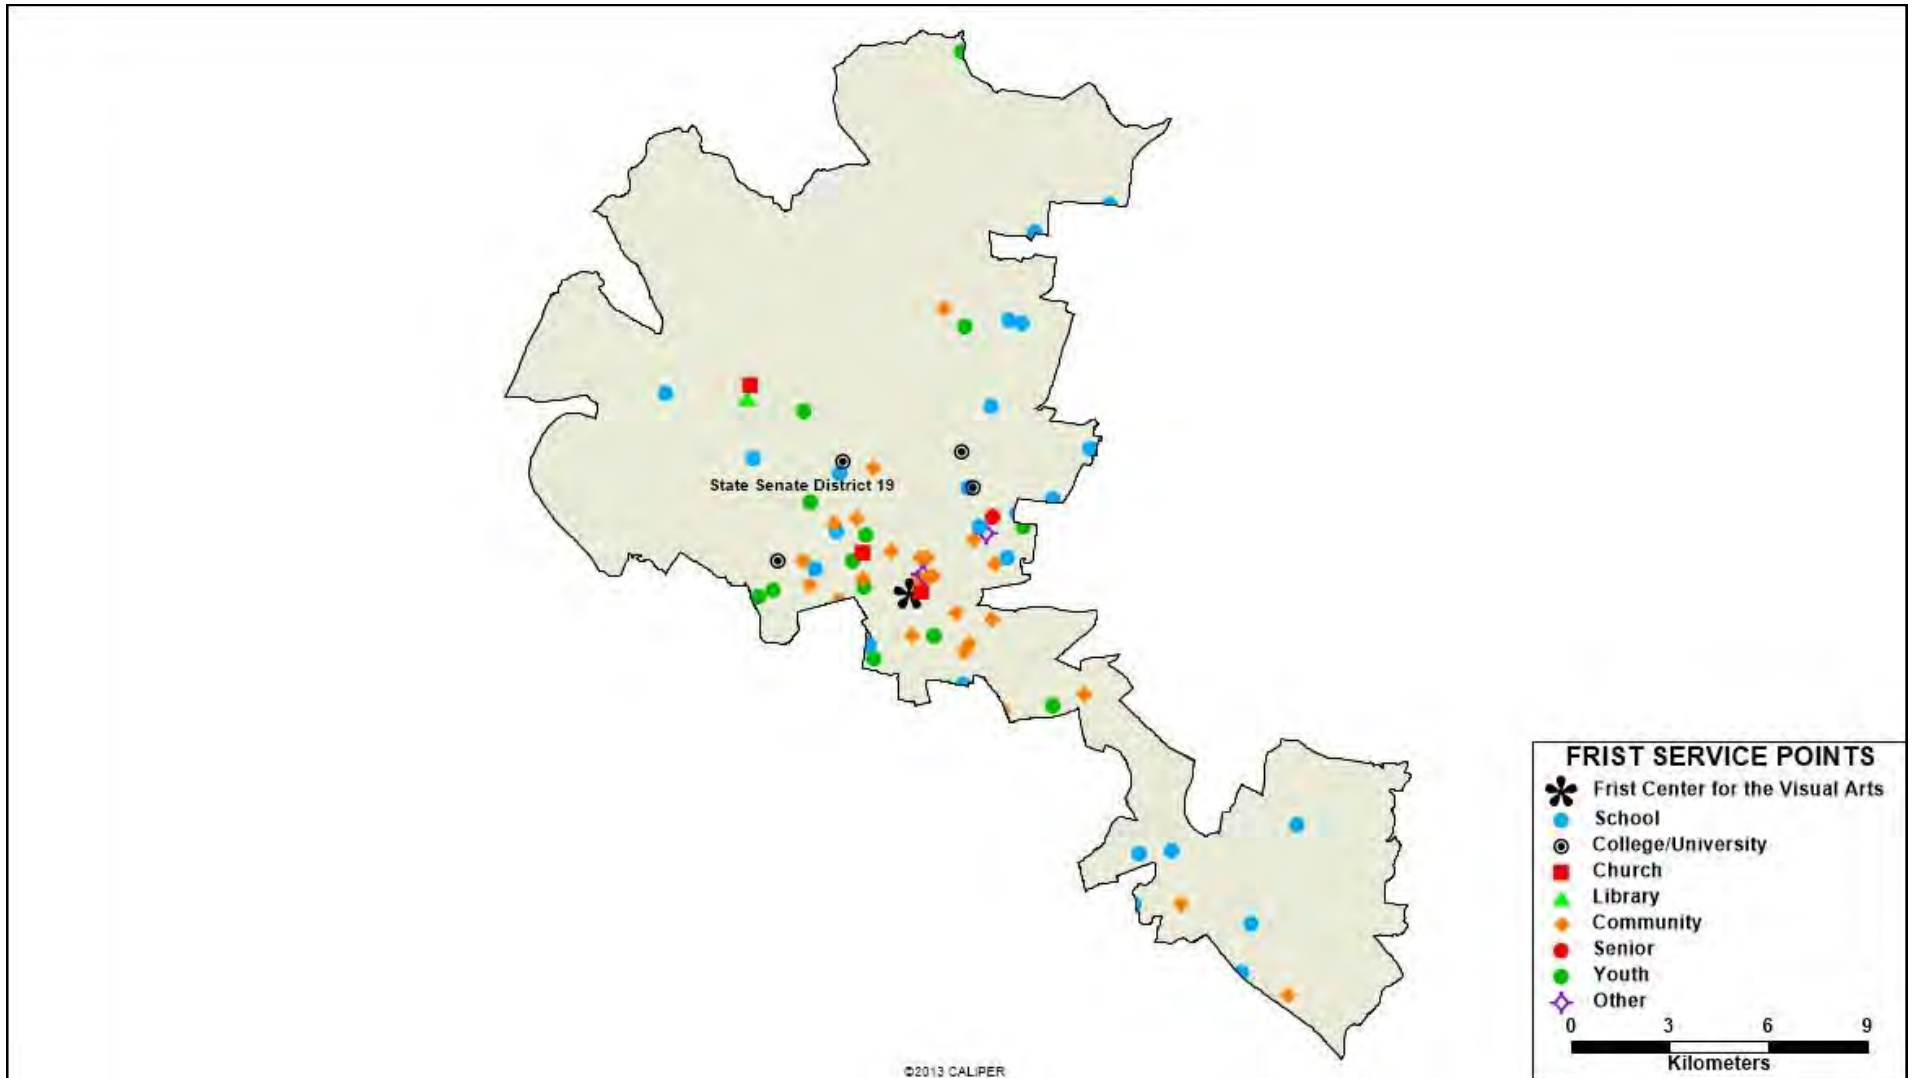 State Senate District 19
FRIST SERVICE POINTS
Frist Center for the Visual Arts
School
College/University
Church
Library
Community
Senior
Youth
Other
0 3 6 9
Kilometers
©2013 CALIPER